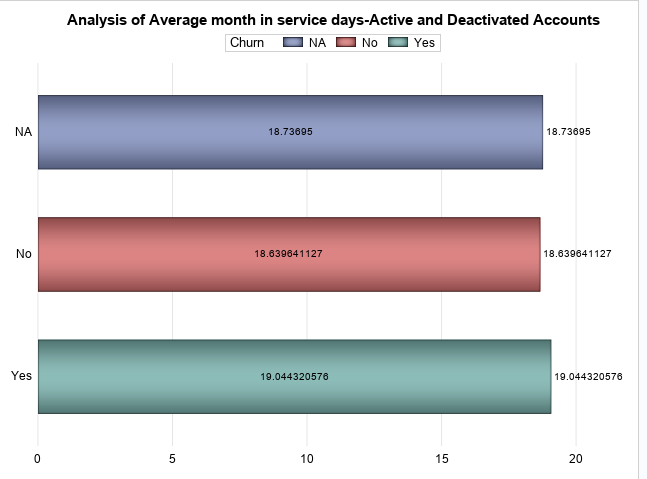 Analysis of Average month in service days-Active and Deactivated Accounts
Churn NA No Yes
NA 18.73695 18.73695
No 18.639641127 18.639641127
Yes 19.044320576 19.044320576
0 5 10 15 20